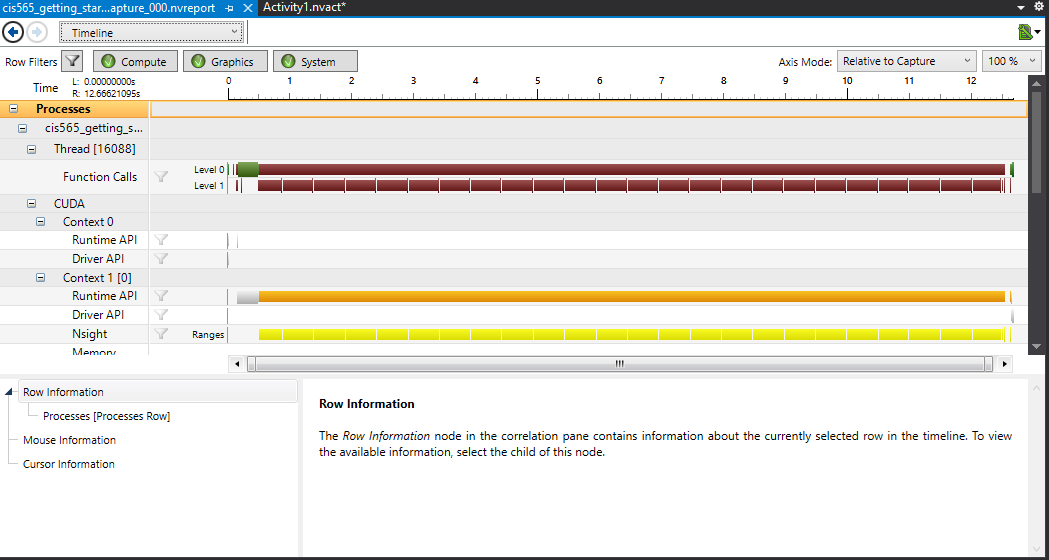 cis565_getting_star...apture_000.nvreport Activity1.nvact*
Timeline
Row Filters Compute Graphics System Axis Mode: Relative to Capture 100 %
Time L: 0.00000000s 0 1 2 3 4 5 6 7 8 9 10 11 12
R: 12.66621095s
Processes
cis565_getting_s...
Thread [16088]
Function Calls Level 0
Level 1
CUDA
Context 0
Runtime API
Driver API
Context 1 [0]
Runtime API
Driver API
Nsight Ranges
Memory
Row Information
Processes [Processes Row]
Mouse Information
Cursor Information
Row Information
The Row Information node in the correlation pane contains information about the currently selected row in the timeline. To view
the available information, select the child of this node.